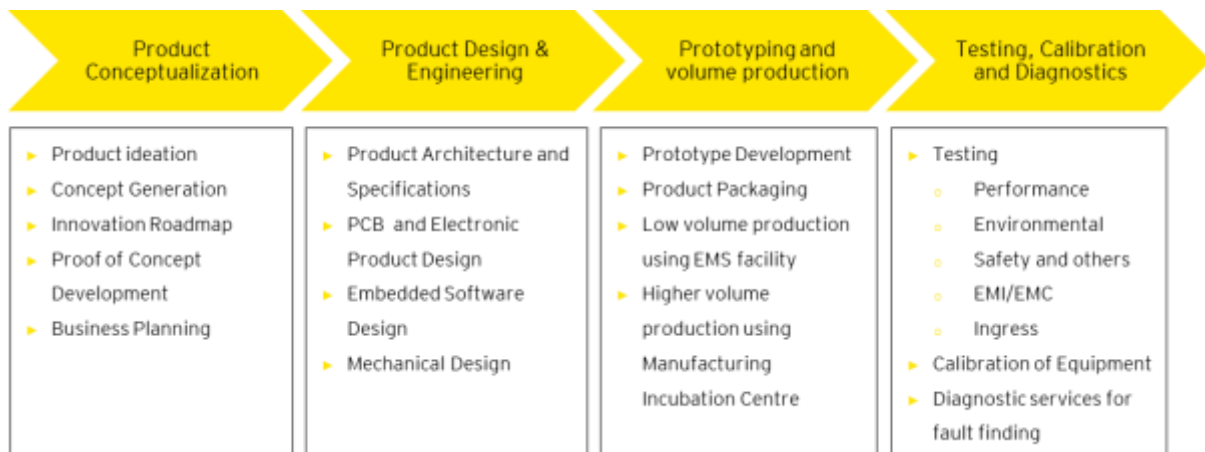 Product
Conceptualization
Product Design &
Engineering
Prototyping and
volume production
Testing, Calibration
and Diagnostics
Product ideation
Concept Generation
Innovation Roadmap
Proof of Concept
Development
Business Planning
Product Architecture and
Specifications
PCB and Electronic
Product Design
Embedded Software
Design
Mechanical Design
Prototype Development
Product Packaging
Low volume production
using EMS facility
Higher volume
production using
Manufacturing
Incubation Centre
Testing
Performance
Environmental
Safety and others
EMI/EMC
Ingress
Calibration of Equipment
Diagnostic services for
fault finding